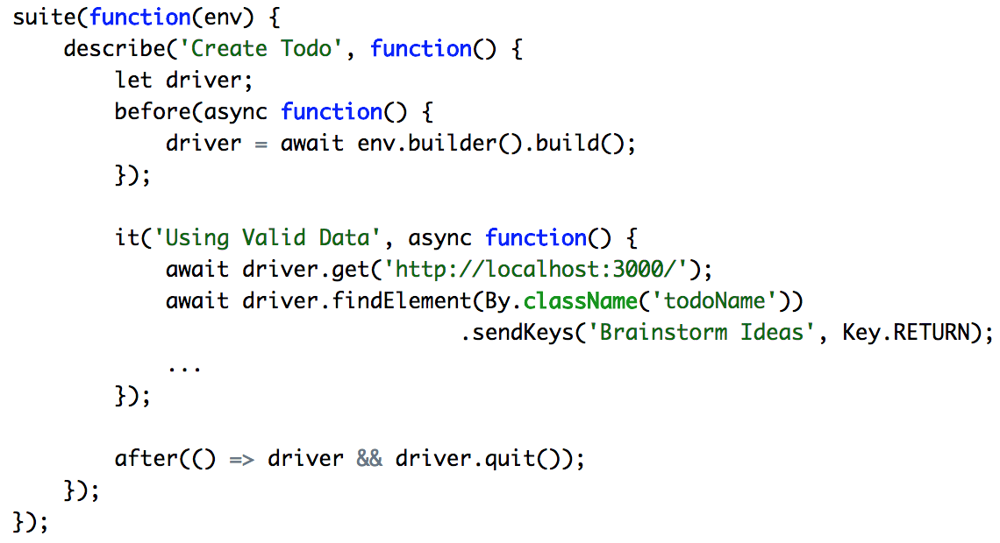 suite(function(env) {
    describe('Create Todo', function() {
        let driver;
        before(async function() {
            driver = await env.builder().build();
        });

        it('Using Valid Data', async function() {
            await driver.get('http://localhost:3000/');
            await driver.findElement(By.className('todoName'))
                                   .sendKeys('Brainstorm Ideas', Key.RETURN);
            ...
        });

        after(() => driver && driver.quit());
    });
});